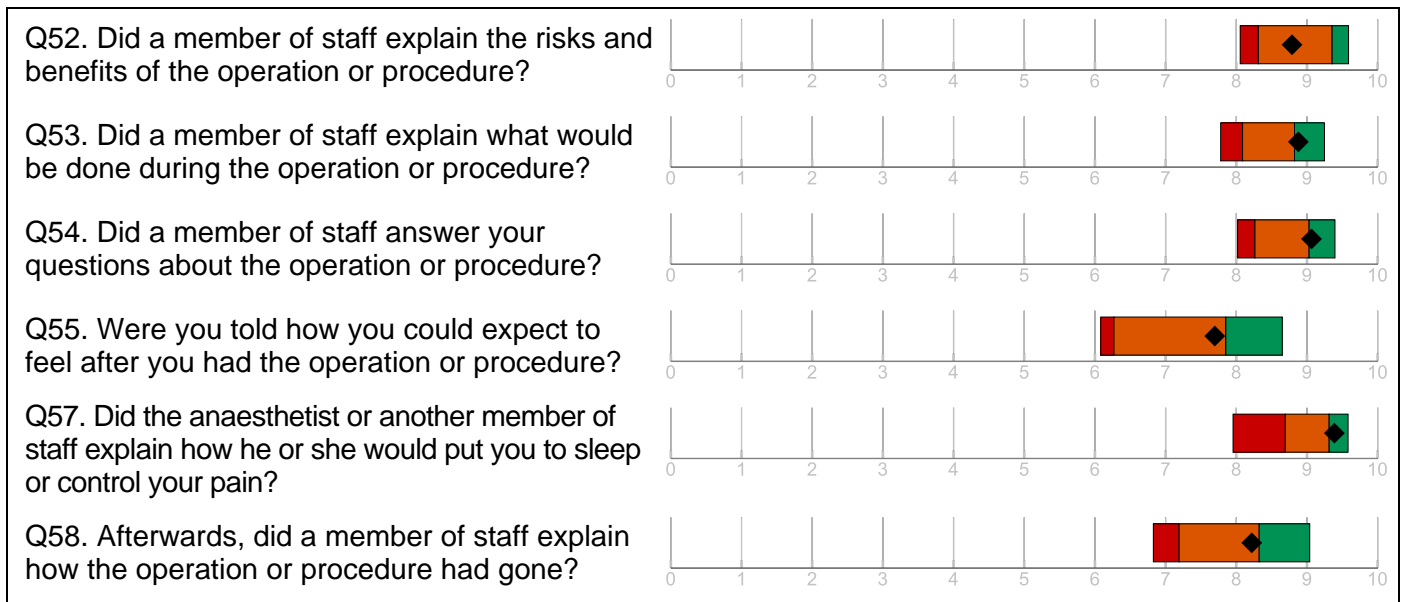 Q52. Did a member of staff explain the risks and
benefits of the operation or procedure?
0 1 2 3 4 5 6 7 8 9 10
Q53. Did a member of staff explain what would
be done during the operation or procedure?
0 1 2 3 4 5 6 7 8 9 10
Q54. Did a member of staff answer your
questions about the operation or procedure?
0 1 2 3 4 5 6 7 8 9 10
Q55. Were you told how you could expect to
feel after you had the operation or procedure?
0 1 2 3 4 5 6 7 8 9 10
Q57. Did the anaesthetist or another member of
staff explain how he or she would put you to sleep
or control your pain?
0 1 2 3 4 5 6 7 8 9 10
Q58. Afterwards, did a member of staff explain
how the operation or procedure had gone?
0 1 2 3 4 5 6 7 8 9 10